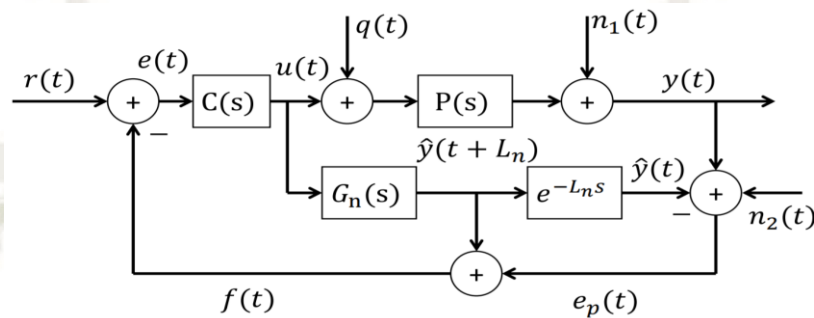 q(t)
n₁(t)
r(t)
e(t)
u(t)
y(t)
+
C(s)
+
P(s)
+
−
ŷ(t + Lₙ)
ŷ(t)
Gₙ(s)
e^{−Lₙs}
+
−
n₂(t)
+
f(t)
eₚ(t)